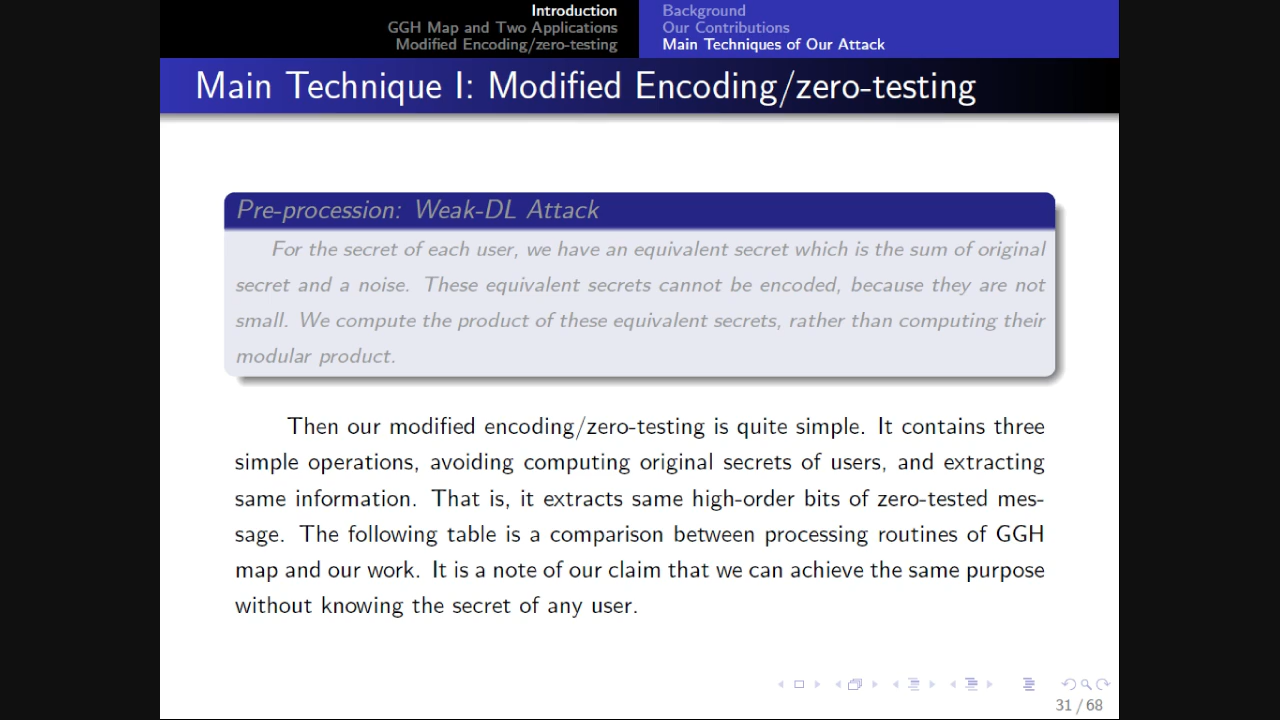 Introduction
GGH Map and Two Applications
Modified Encoding/zero-testing
Background
Our Contributions
Main Techniques of Our Attack
Main Technique I: Modified Encoding/zero-testing
Pre-procession: Weak-DL Attack
For the secret of each user, we have an equivalent secret which is the sum of original
secret and a noise. These equivalent secrets cannot be encoded, because they are not
small. We compute the product of these equivalent secrets, rather than computing their
modular product.
Then our modified encoding/zero-testing is quite simple. It contains three
simple operations, avoiding computing original secrets of users, and extracting
same information. That is, it extracts same high-order bits of zero-tested mes-
sage. The following table is a comparison between processing routines of GGH
map and our work. It is a note of our claim that we can achieve the same purpose
without knowing the secret of any user.
31 / 68